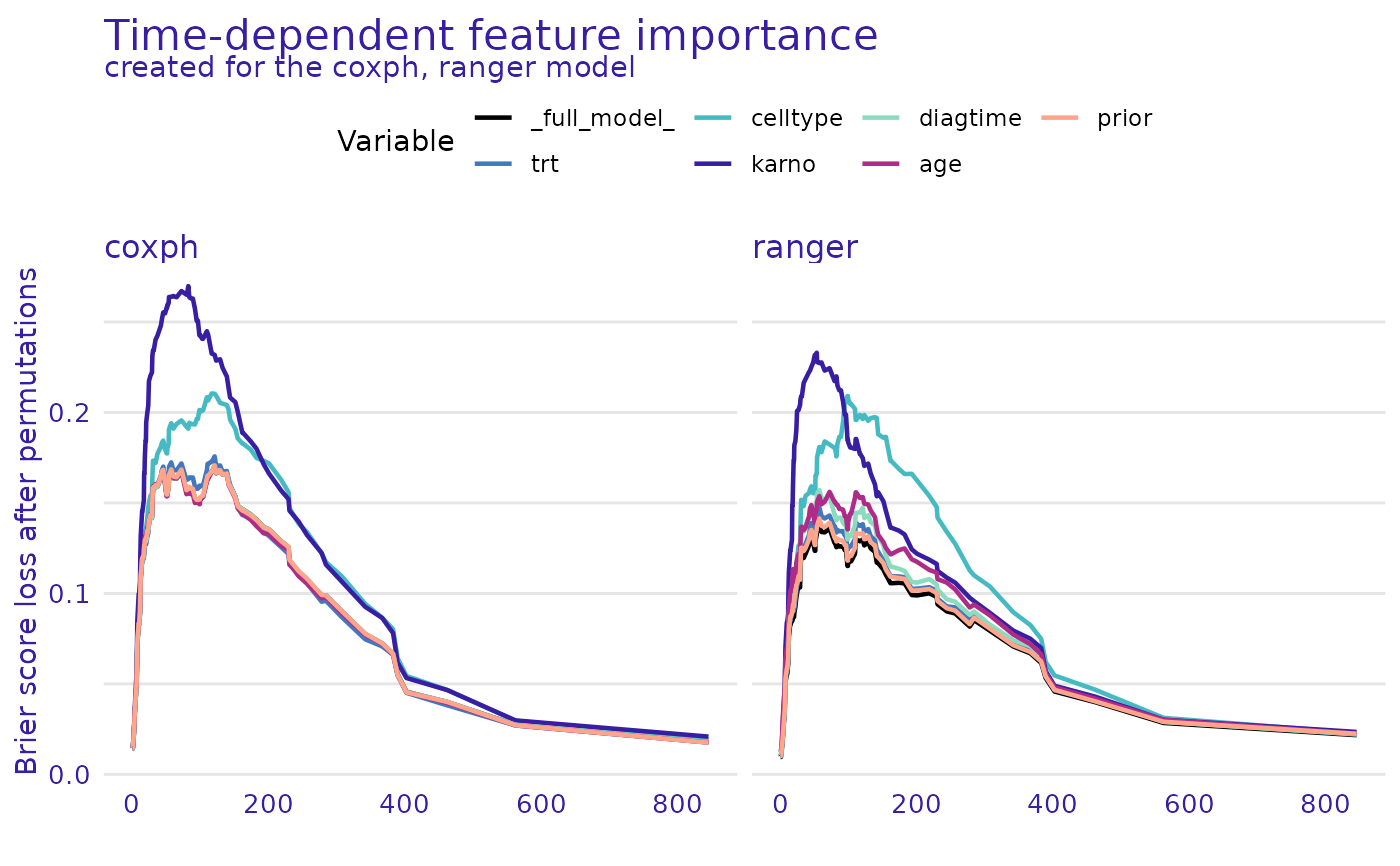 Time-dependent feature importance
created for the coxph, ranger model
Variable
_full_model_ celltype diagtime prior
trt karno age
coxph ranger
Brier score loss after permutations
0.2
0.1
0.0
0 200 400 600 800 0 200 400 600 800